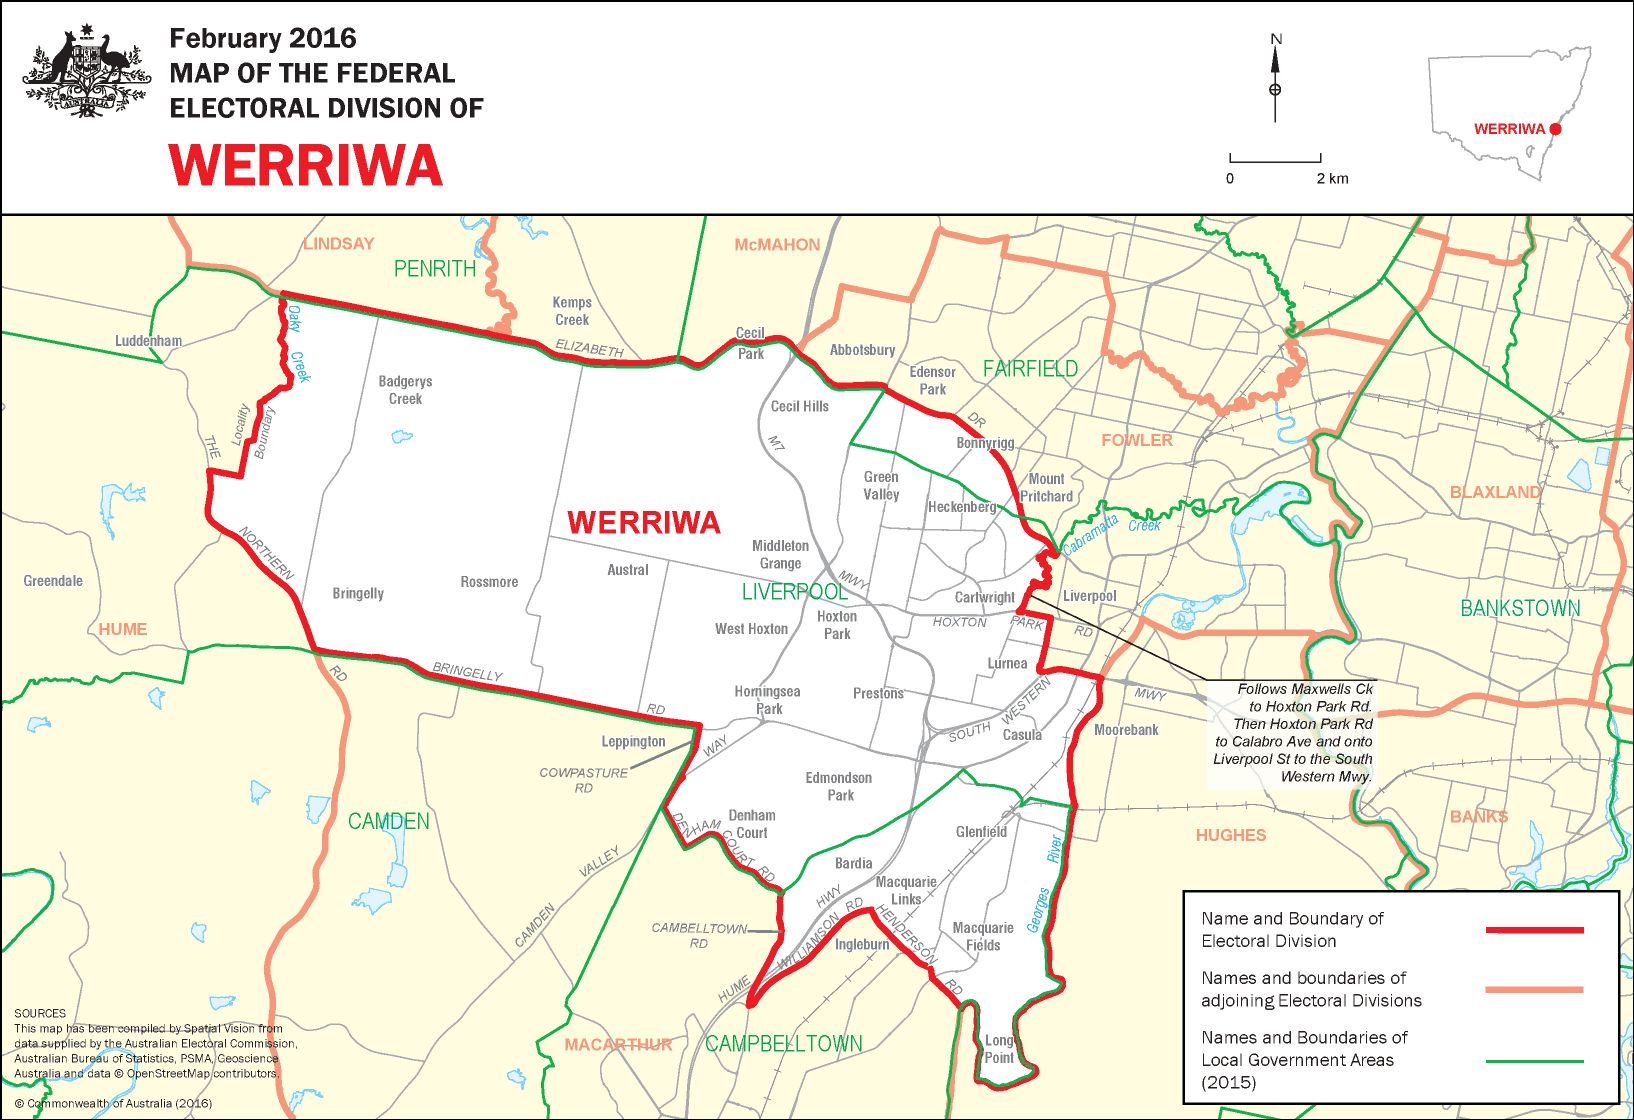 February 2016
MAP OF THE FEDERAL
ELECTORAL DIVISION OF
WERRIWA
AUSTRALIA
N
0 2 km
WERRIWA
LINDSAY
PENRITH
McMAHON
Kemps
Creek
Luddenham
Oaky
Creek
ELIZABETH
Cecil
Park
Abbotsbury
Edensor
Park
FAIRFIELD
Badgerys
Creek
Cecil Hills
DR
Locality
Boundary
THE
M7
Bonnyrigg
FOWLER
Green
Valley
Mount
Pritchard
BLAXLAND
Heckenberg
WERRIWA
Cabramatta
Creek
NORTHERN
Middleton
Grange
Greendale
Bringelly
Rossmore
Austral
MWY
LIVERPOOL
Cartwright
Liverpool
BANKSTOWN
HUME
West Hoxton
Hoxton
Park
HOXTON
PARK
RD
RD
BRINGELLY
RD
Lurnea
Horningsea
Park
Prestons
SOUTH
WESTERN
MWY
Casula
Moorebank
Follows Maxwells Ck
to Hoxton Park Rd.
Then Hoxton Park Rd
to Calabro Ave and onto
Liverpool St to the South
Western Mwy.
Leppington
WAY
COWPASTURE
RD
Edmondson
Park
CAMDEN
Denham
Court
DENHAM
COURT
RD
Glenfield
HUGHES
BANKS
VALLEY
CAMDEN
Bardia
Georges
River
Macquarie
Links
HWY
CAMBELLTOWN
RD
WILLIAMSON
RD
HENDERSON
RD
Ingleburn
Macquarie
Fields
HUME
MACARTHUR
CAMPBELLTOWN
Long
Point
Name and Boundary of
Electoral Division
Names and boundaries of
adjoining Electoral Divisions
Names and Boundaries of
Local Government Areas
(2015)
SOURCES
This map has been compiled by Spatial Vision from
data supplied by the Australian Electoral Commission,
Australian Bureau of Statistics, PSMA, Geoscience
Australia and data © OpenStreetMap contributors.
© Commonwealth of Australia (2016)